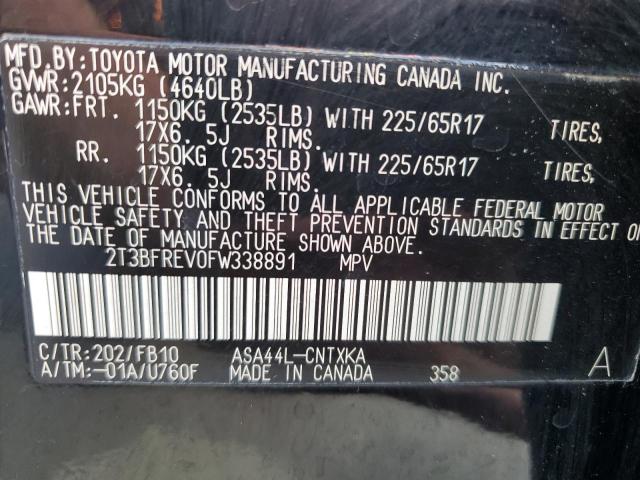 MFD.BY:TOYOTA MOTOR MANUFACTURING CANADA INC.
GVWR:2105KG (4640LB)
GAWR:FRT. 1150KG (2535LB) WITH 225/65R17 TIRES,
17X6. 5J RIMS.
RR. 1150KG (2535LB) WITH 225/65R17 TIRES,
17X6. 5J RIMS.
THIS VEHICLE CONFORMS TO ALL APPLICABLE FEDERAL MOTOR
VEHICLE SAFETY AND THEFT PREVENTION STANDARDS IN EFFECT ON
THE DATE OF MANUFACTURE SHOWN ABOVE.
2T3BFREV0FW338891 MPV
C/TR:202/FB10 ASA44L-CNTXKA A
A/TM:-01A/U760F MADE IN CANADA 358